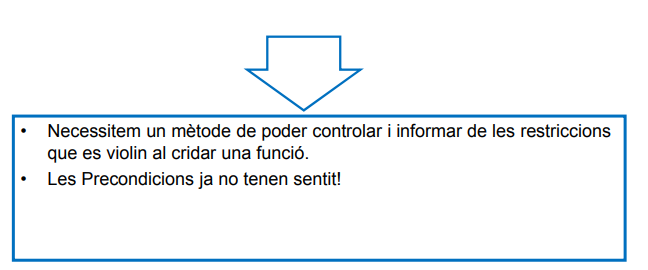 • Necessitem un mètode de poder controlar i informar de les restriccions
que es violin al cridar una funció.
• Les Precondicions ja no tenen sentit!